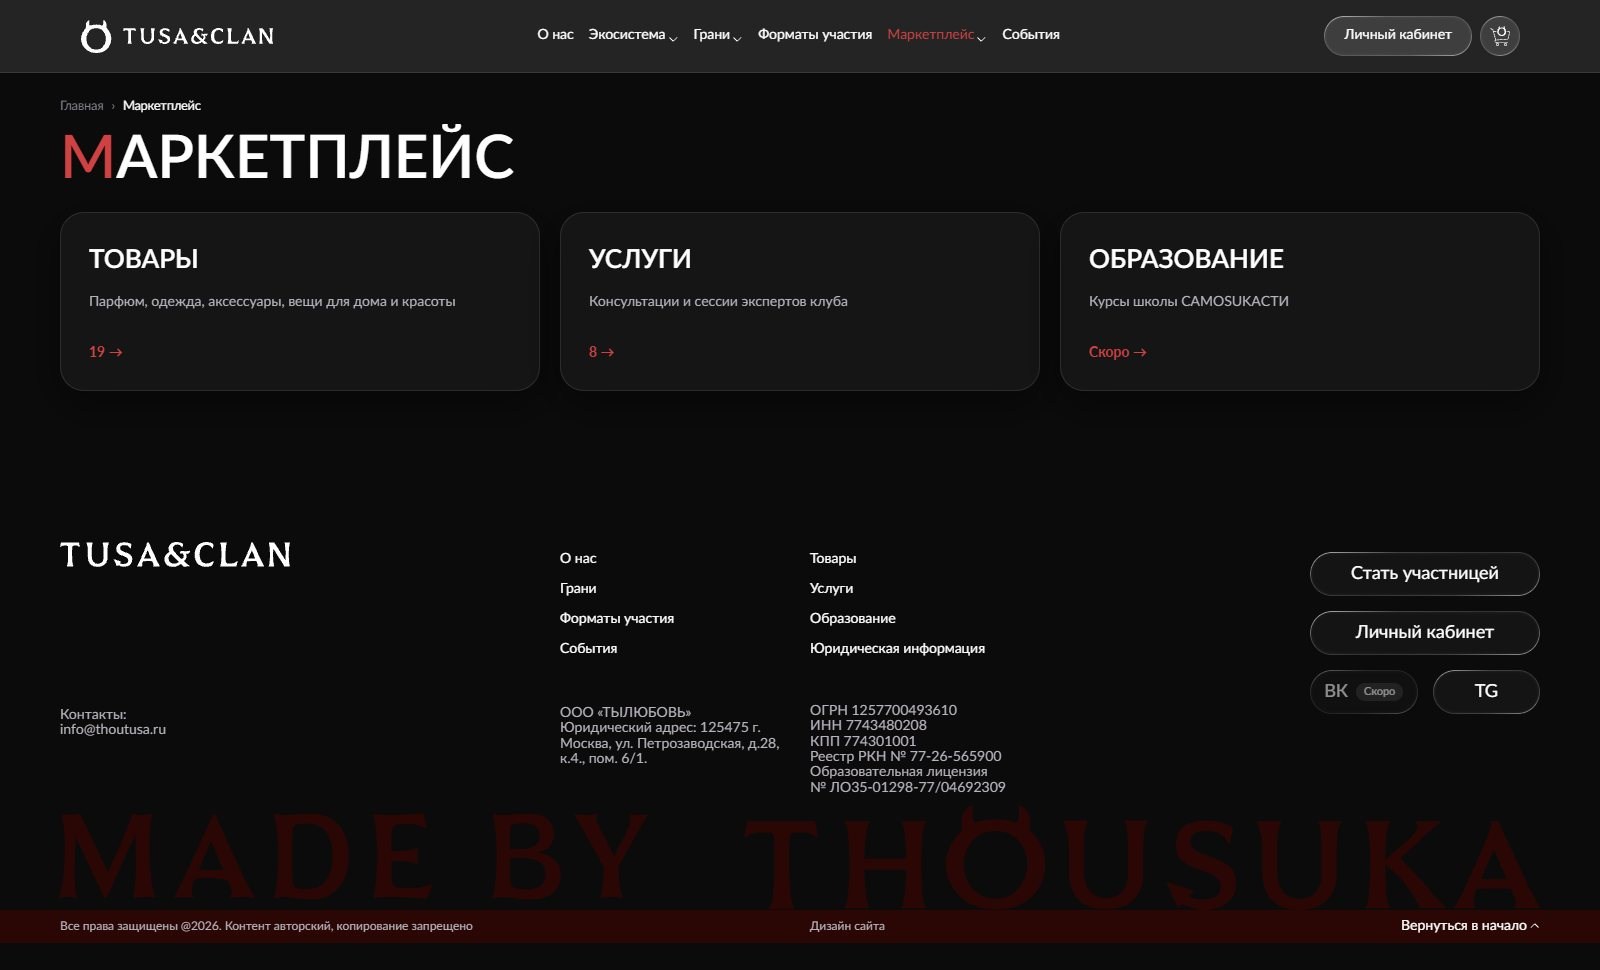 TUSA&CLAN
О нас Экосистема Грани Форматы участия Маркетплейс События
Личный кабинет
Главная › Маркетплейс
МАРКЕТПЛЕЙС
ТОВАРЫ
Парфюм, одежда, аксессуары, вещи для дома и красоты
19 →
УСЛУГИ
Консультации и сессии экспертов клуба
8 →
ОБРАЗОВАНИЕ
Курсы школы САМОSUKАСТИ
Скоро →
TUSA&CLAN
Контакты:
info@thoutusa.ru
О нас
Грани
Форматы участия
События
ООО «ТЫЛЮБОВЬ»
Юридический адрес: 125475 г.
Москва, ул. Петрозаводская, д.28,
к.4., пом. 6/1.
Товары
Услуги
Образование
Юридическая информация
ОГРН 1257700493610
ИНН 7743480208
КПП 774301001
Реестр РКН № 77-26-565900
Образовательная лицензия
№ ЛО35-01298-77/04692309
Стать участницей
Личный кабинет
ВК Скоро
TG
MADE BY THOUSUKA
Все права защищены @2026. Контент авторский, копирование запрещено
Дизайн сайта
Вернуться в начало